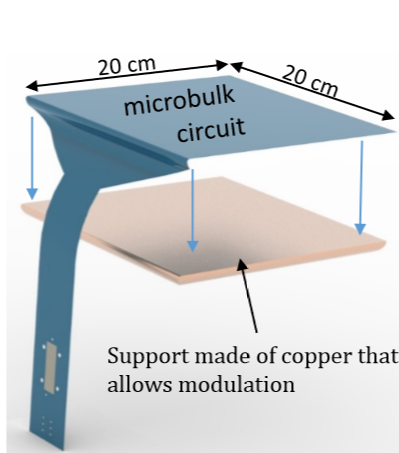 20 cm
20 cm
microbulk
circuit
Support made of copper that
allows modulation